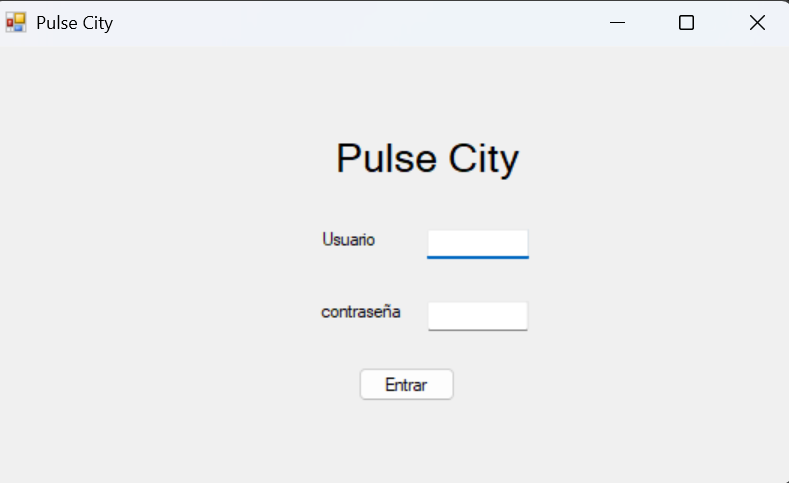 Pulse City
Pulse City
Usuario
contraseña
Entrar